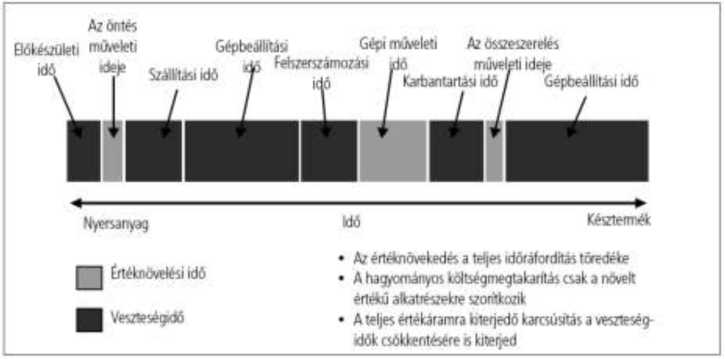 Előkészületi
idő
Az öntés
műveleti
ideje
Szállítási idő
Gépbeállítási
idő
Felszerszámozási
idő
Gépi műveleti
idő
Karbantartási idő
Az összeszerelés
műveleti ideje
Gépbeállítási idő
Nyersanyag
Idő
Késztermék
Értéknövelési idő
Veszteségidő
• Az értéknövekedés a teljes időráfordítás töredéke
• A hagyományos költségmegtakarítás csak a növelt
értékű alkatrészekre szorítkozik
• A teljes értékáramra kiterjedő karcsúsítás a veszteség-
idők csökkentésére is kiterjed